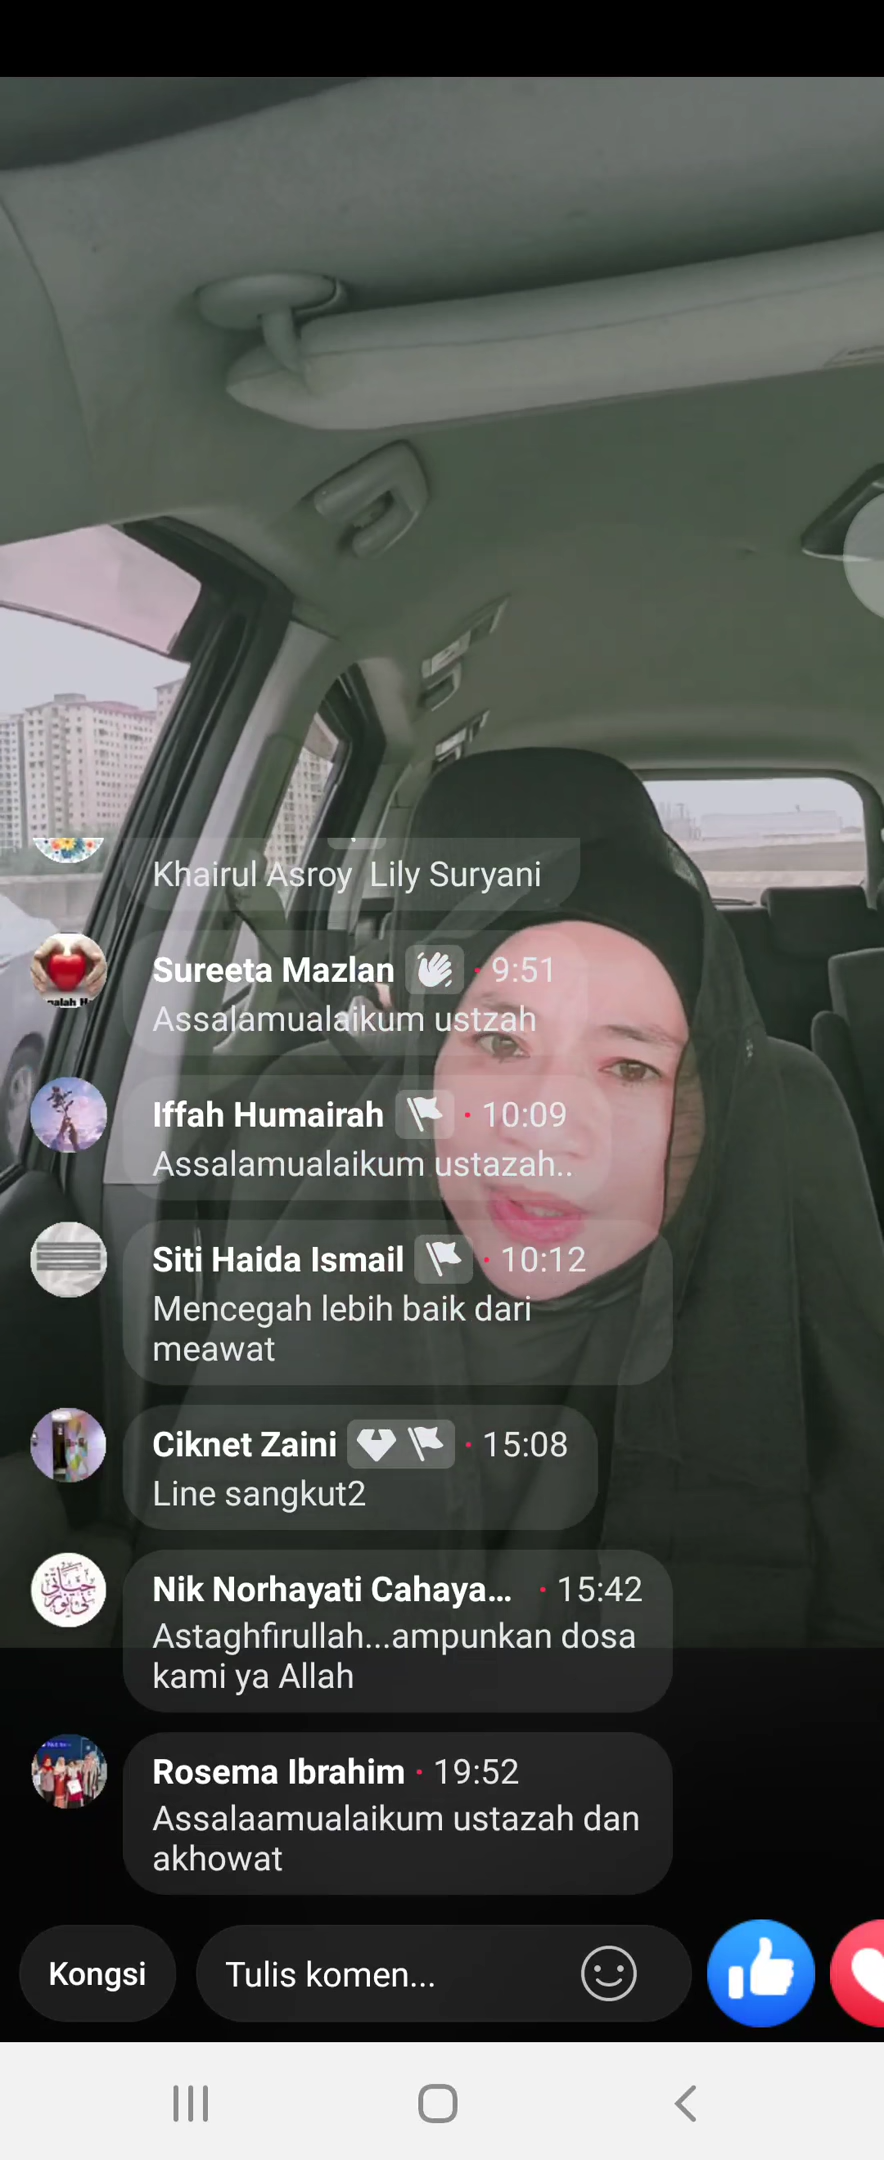 Khairul Asroy Lily Suryani
Sureeta Mazlan · 9:51
Assalamualaikum ustzah
Iffah Humairah · 10:09
Assalamualaikum ustazah..
Siti Haida Ismail · 10:12
Mencegah lebih baik dari
meawat
Ciknet Zaini · 15:08
Line sangkut2
Nik Norhayati Cahaya... · 15:42
Astaghfirullah...ampunkan dosa
kami ya Allah
Rosema Ibrahim · 19:52
Assalaamualaikum ustazah dan
akhowat
Kongsi
Tulis komen...